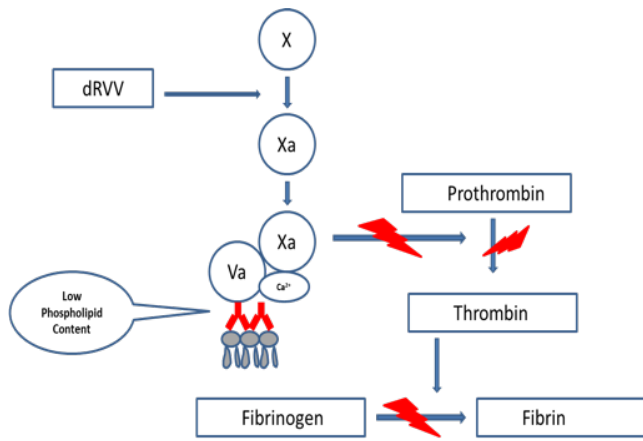 X
dRVV
Xa
Prothrombin
Xa
Va
Ca²⁺
Low
Phospholipid
Content
Thrombin
Fibrinogen
Fibrin